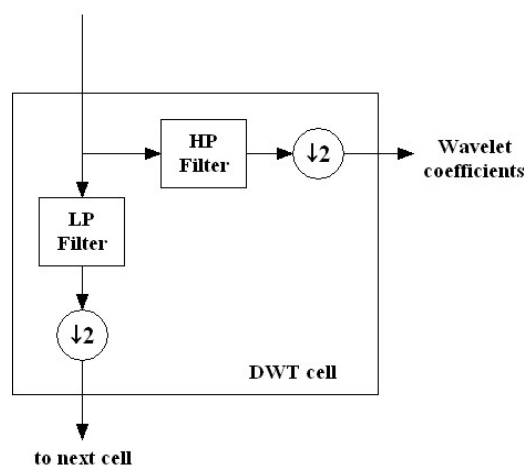 HP
Filter
↓2
Wavelet
coefficients
LP
Filter
↓2
DWT cell
to next cell